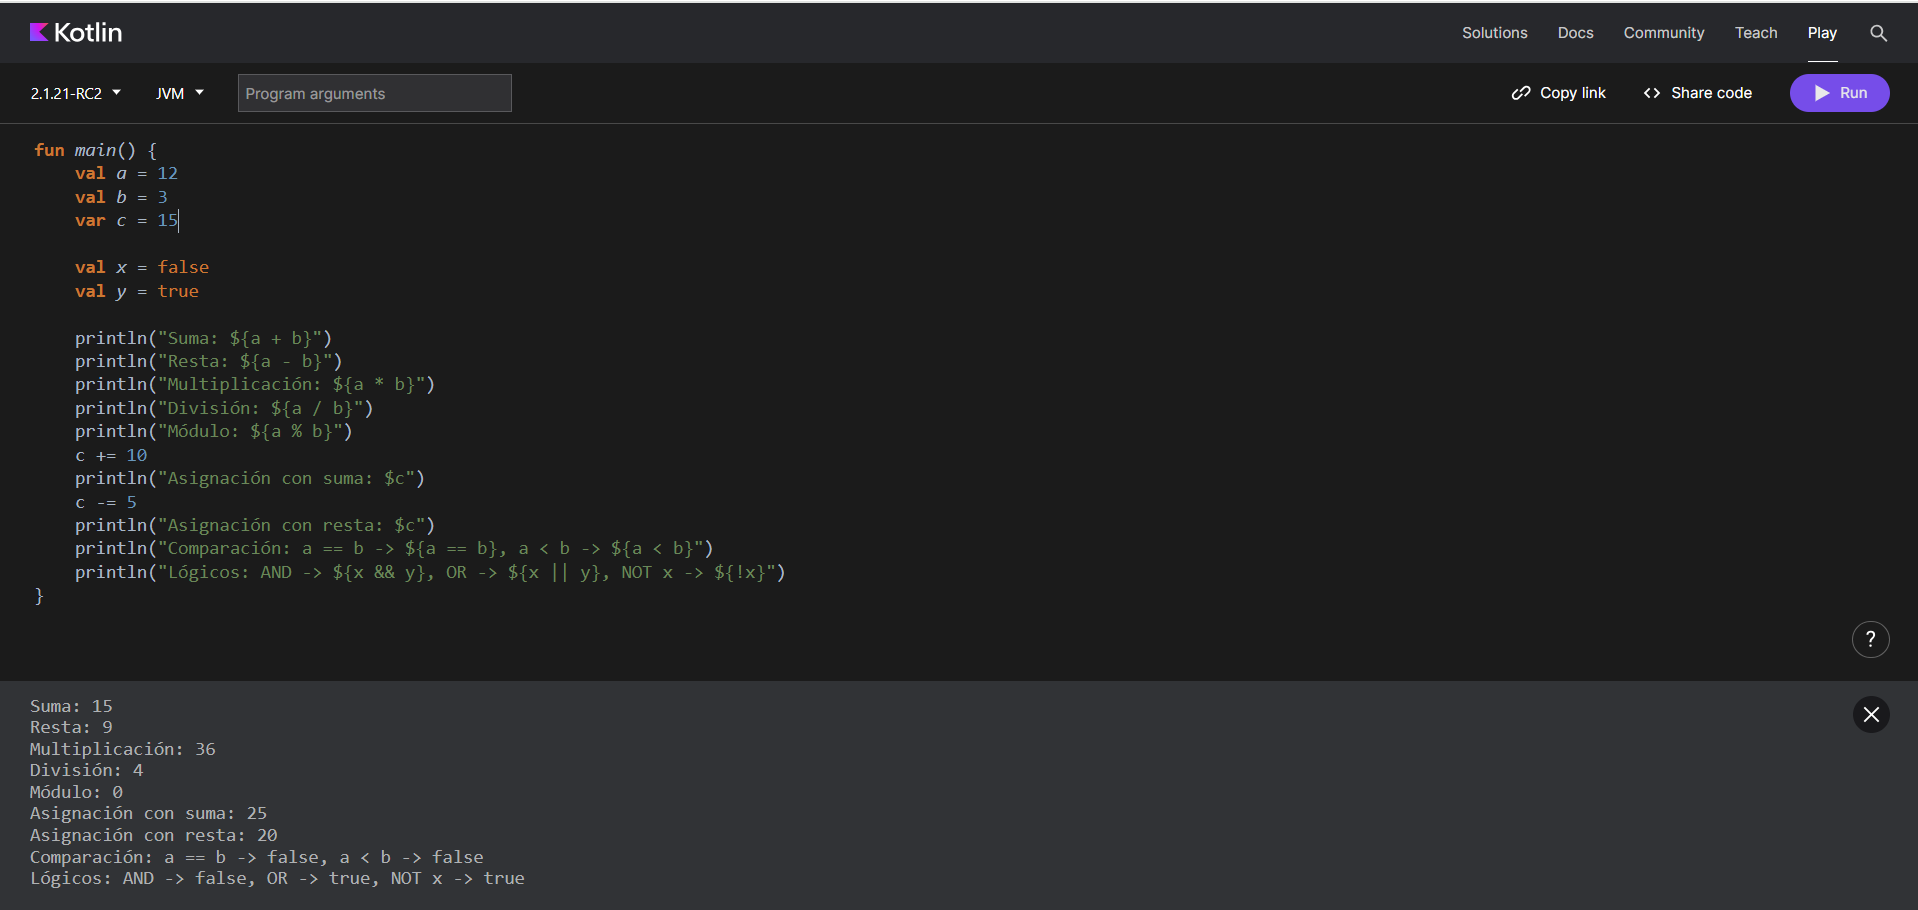 Kotlin
Solutions Docs Community Teach Play
2.1.21-RC2 JVM Program arguments Copy link <> Share code Run
fun main() {
    val a = 12
    val b = 3
    var c = 15
    val x = false
    val y = true
    println("Suma: ${a + b}")
    println("Resta: ${a - b}")
    println("Multiplicación: ${a * b}")
    println("División: ${a / b}")
    println("Módulo: ${a % b}")
    c += 10
    println("Asignación con suma: $c")
    c -= 5
    println("Asignación con resta: $c")
    println("Comparación: a == b -> ${a == b}, a < b -> ${a < b}")
    println("Lógicos: AND -> ${x && y}, OR -> ${x || y}, NOT x -> ${!x}")
}
?
Suma: 15
Resta: 9
Multiplicación: 36
División: 4
Módulo: 0
Asignación con suma: 25
Asignación con resta: 20
Comparación: a == b -> false, a < b -> false
Lógicos: AND -> false, OR -> true, NOT x -> true